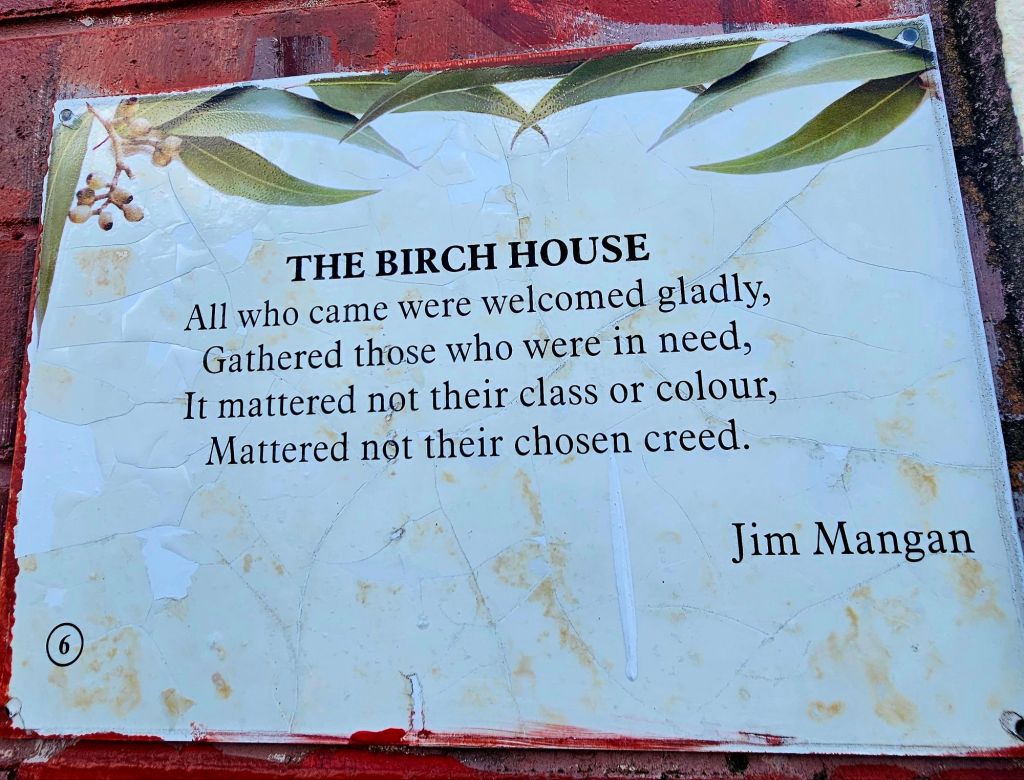 THE BIRCH HOUSE
All who came were welcomed gladly,
Gathered those who were in need,
It mattered not their class or colour,
Mattered not their chosen creed.
Jim Mangan
6